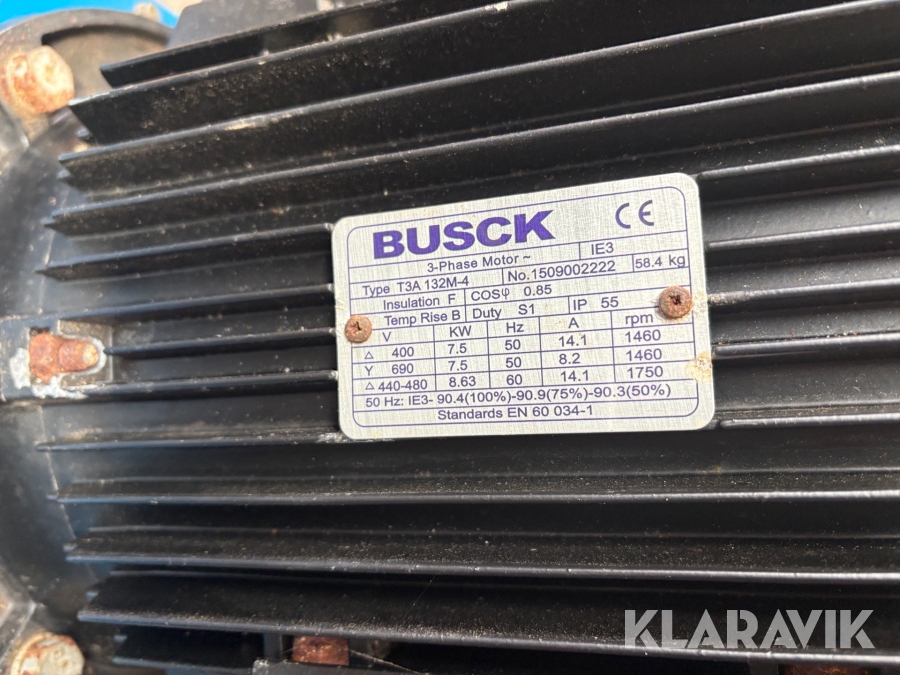 BUSCK CE
3-Phase Motor ~ IE3
Type T3A 132M-4 No.1509002222 58.4 kg
Insulation F COSφ 0.85
Temp Rise B Duty S1 IP 55
V KW Hz A rpm
Δ 400 7.5 50 14.1 1460
Y 690 7.5 50 8.2 1460
Δ 440-480 8.63 60 14.1 1750
50 Hz: IE3- 90.4(100%)-90.9(75%)-90.3(50%)
Standards EN 60 034-1
KLARAVIK